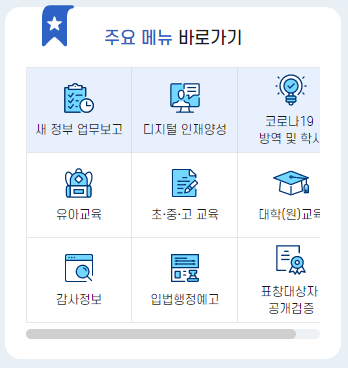 주요 메뉴 바로가기
새 정부 업무보고
디지털 인재양성
코로나19
방역 및 학사
유아교육
초·중·고 교육
대학(원)교육
감사정보
입법행정예고
표창대상자
공개검증